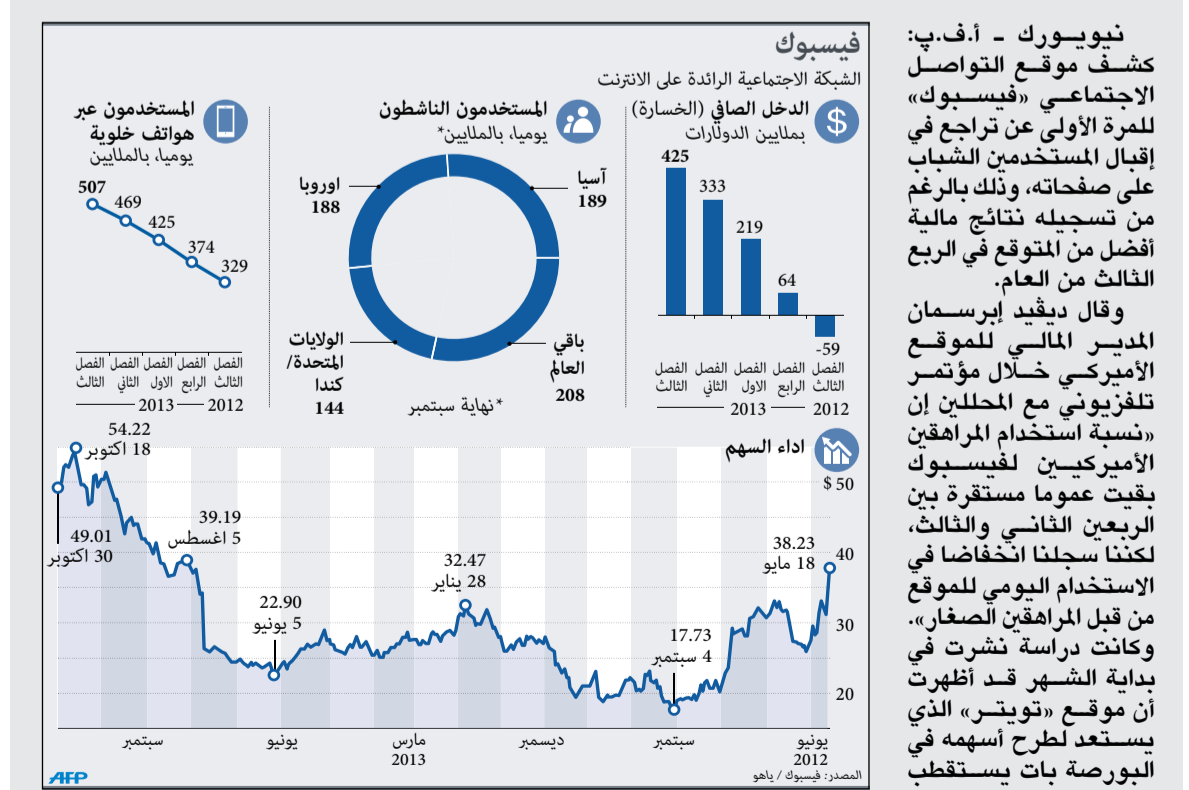 نيويورك - أ.ف.پ:
كشف موقع التواصل
الاجتماعي «فيسبوك»
للمرة الأولى عن تراجع في
إقبال المستخدمين الشباب
على صفحاته، وذلك بالرغم
من تسجيله نتائج مالية
أفضل من المتوقع في الربع
الثالث من العام.
وقال ديڤيد إبرسمان
المدير المالي للموقع
الأميركي خلال مؤتمر
تلفزيوني مع المحللين إن
«نسبة استخدام المراهقين
الأميركيين لفيسبوك
بقيت عموما مستقرة بين
الربعين الثاني والثالث،
لكننا سجلنا انخفاضا في
الاستخدام اليومي للموقع
من قبل المراهقين الصغار».
وكانت دراسة نشرت في
بداية الشهر قد أظهرت
أن موقع «تويتر» الذي
يستعد لطرح أسهمه في
البورصة بات يستقطب
فيسبوك
الشبكة الاجتماعية الرائدة على الانترنت
الدخل الصافي (الخسارة)
بملايين الدولارات
$
425
333
219
64
-59
الفصل الفصل الفصل الفصل الفصل
الثالث الرابع الاول الثاني الثالث
2012 2013
المستخدمون الناشطون
يوميا، بالملايين*
آسيا
189
اوروبا
188
باقي
العالم
208
الولايات
المتحدة/
كندا
144
*نهاية سبتمبر
المستخدمون عبر
هواتف خلوية
يوميا، بالملايين
507
469
425
374
329
الفصل الفصل الفصل الفصل الفصل
الثالث الرابع الاول الثاني الثالث
2012 2013
اداء السهم
$ 50
40
30
20
38.23
18 مايو
17.73
4 سبتمبر
32.47
28 يناير
22.90
5 يونيو
39.19
5 اغسطس
54.22
18 اكتوبر
49.01
30 اكتوبر
يونيو سبتمبر ديسمبر مارس يونيو سبتمبر
2012 2013
المصدر: فيسبوك / ياهو
AFP